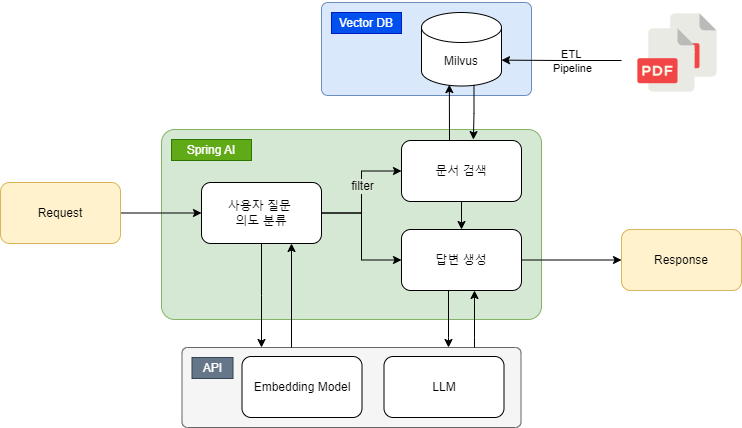 Vector DB
Milvus
ETL
Pipeline
PDF
Spring AI
문서 검색
filter
사용자 질문
의도 분류
Request
답변 생성
Response
API
Embedding Model
LLM